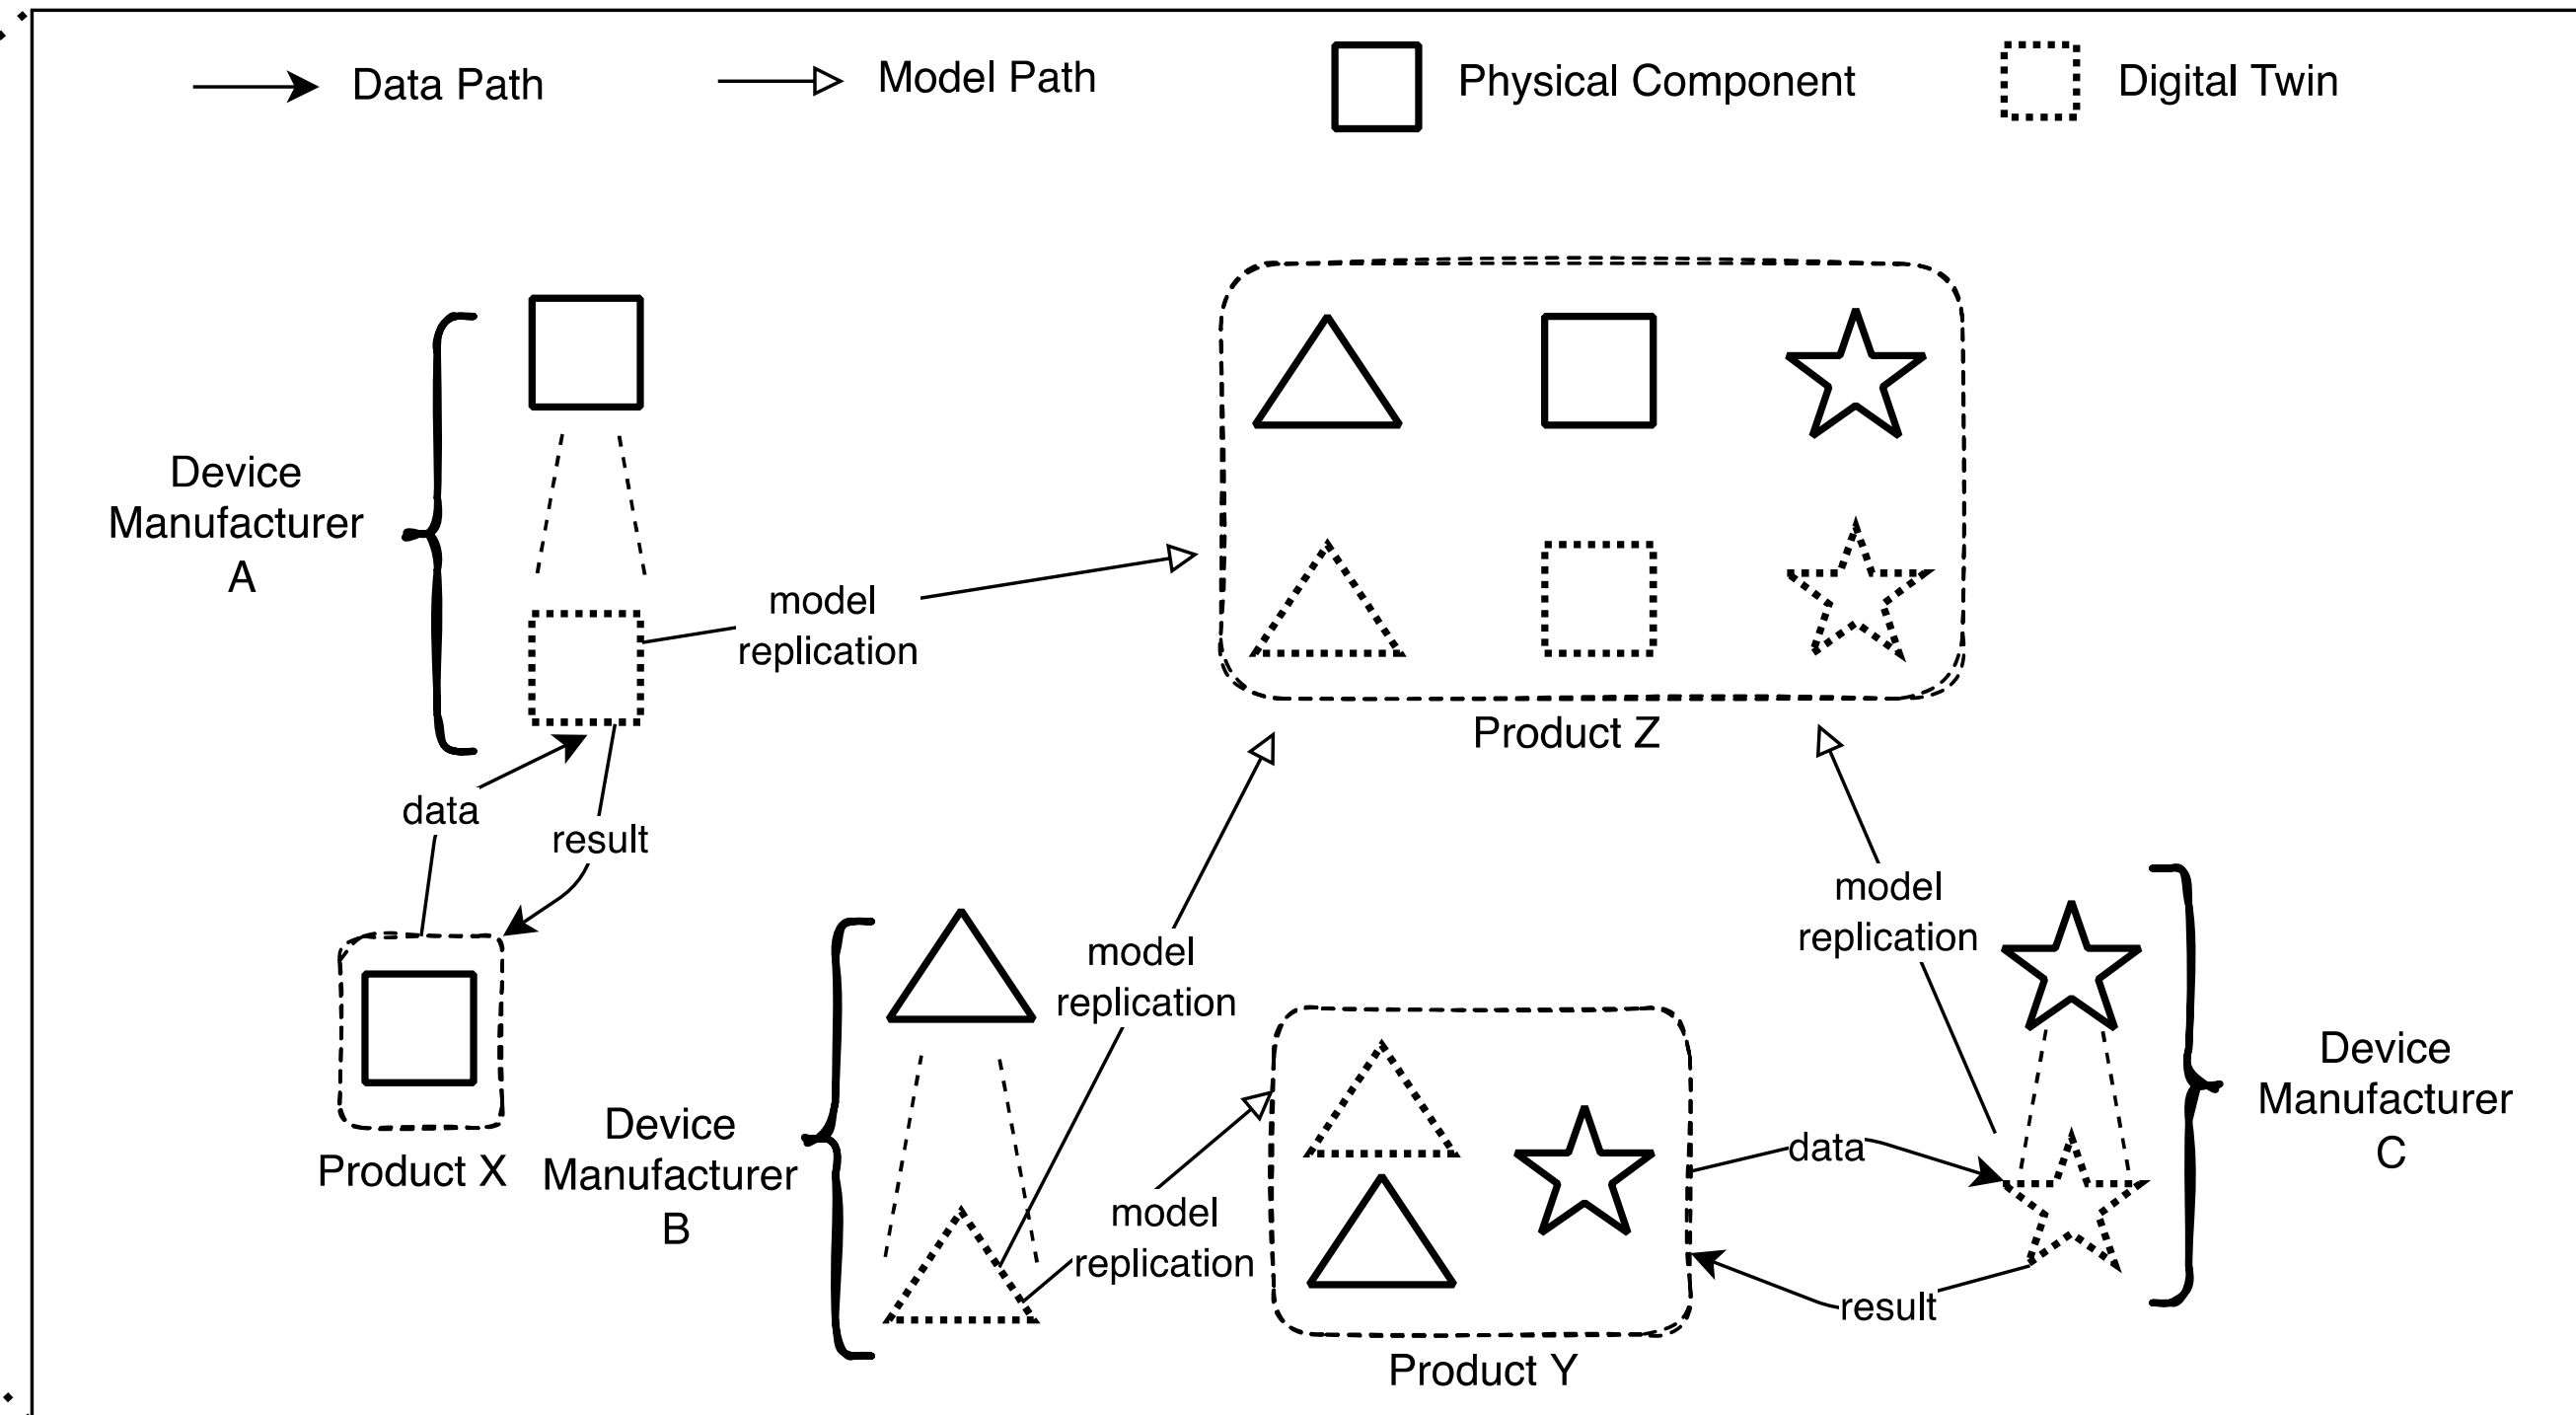 Data Path
Model Path
Physical Component
Digital Twin
Device
Manufacturer
A
model
replication
Product Z
data
result
model
replication
model
replication
Product X
Device
Manufacturer
B
model
replication
data
result
Device
Manufacturer
C
Product Y